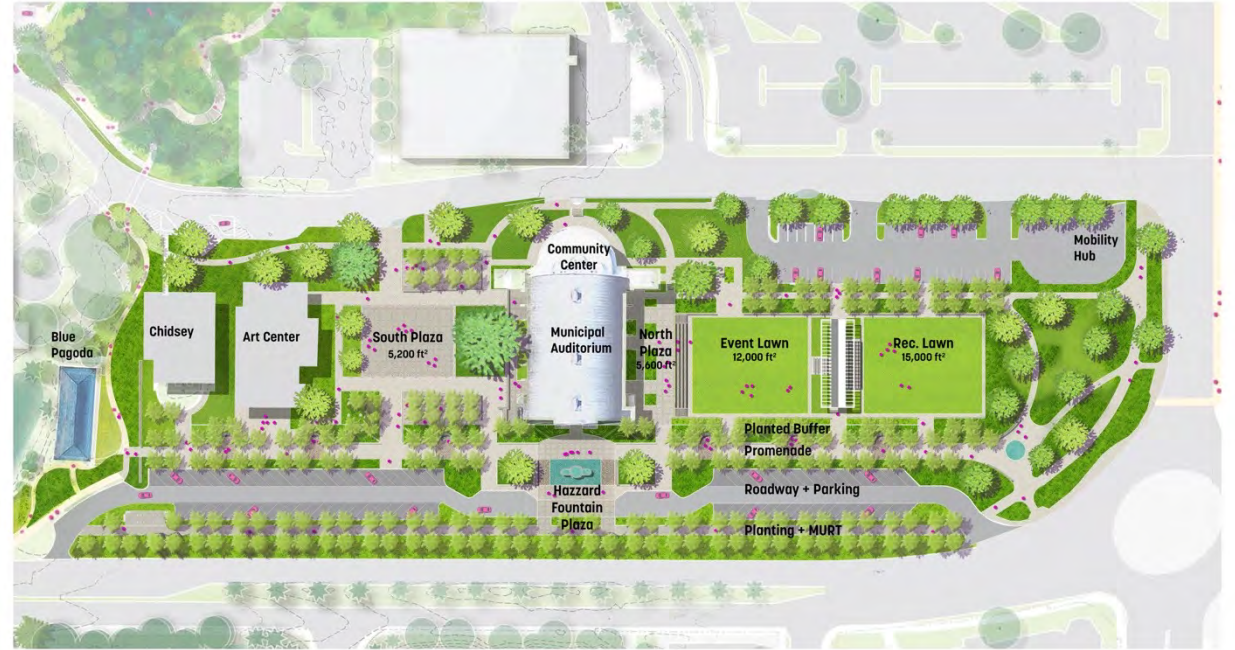 Community
Center
Mobility
Hub
Blue
Pagoda
Chidsey
Art Center
South Plaza
5,200 ft²
Municipal
Auditorium
North
Plaza
5,600 ft²
Event Lawn
12,000 ft²
Rec. Lawn
15,000 ft²
Planted Buffer
Promenade
Hazzard
Fountain
Plaza
Roadway + Parking
Planting + MURT